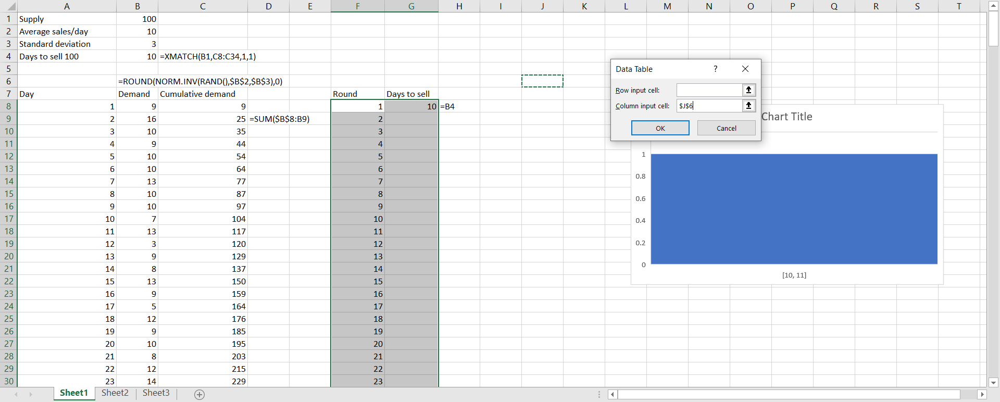 A B C D E F G H I J K L M N O P Q R S T
1 Supply 100
2 Average sales/day 10
3 Standard deviation 3
4 Days to sell 100 10 =XMATCH(B1,C8:C34,1,1)
5
6 =ROUND(NORM.INV(RAND(),$B$2,$B$3),0)
7 Day Demand Cumulative demand Round Days to sell
8 1 9 9 1 10 =B4
9 2 16 25 =SUM($B$8:B9) 2
10 3 10 35 3
11 4 9 44 4
12 5 10 54 5
13 6 10 64 6
14 7 13 77 7
15 8 10 87 8
16 9 10 97 9
17 10 7 104 10
18 11 13 117 11
19 12 3 120 12
20 13 9 129 13
21 14 8 137 14
22 15 13 150 15
23 16 9 159 16
24 17 5 164 17
25 18 12 176 18
26 19 9 185 19
27 20 10 195 20
28 21 8 203 21
29 22 12 215 22
30 23 14 229 23
Data Table ?
Row input cell:
Column input cell: $J$6
OK Cancel
Chart Title
1
0.8
0.6
0.4
0.2
0
[10, 11]
Sheet1 Sheet2 Sheet3